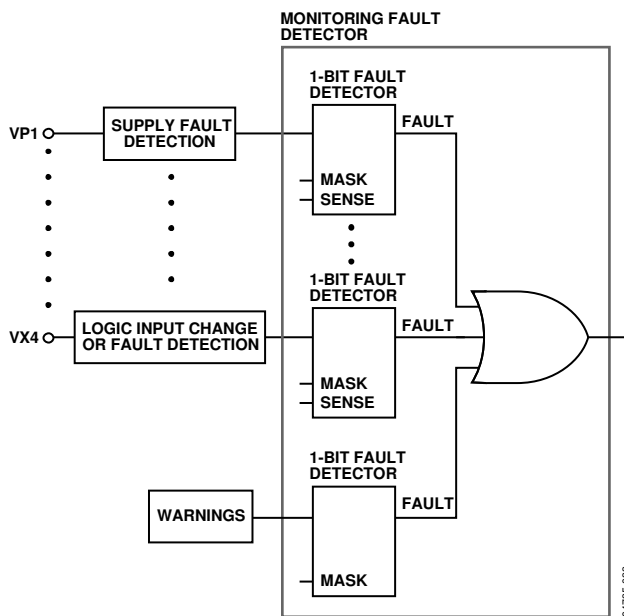 MONITORING FAULT
DETECTOR
1-BIT FAULT
DETECTOR
VP1
SUPPLY FAULT
DETECTION
FAULT
MASK
SENSE
1-BIT FAULT
DETECTOR
VX4
LOGIC INPUT CHANGE
OR FAULT DETECTION
FAULT
MASK
SENSE
1-BIT FAULT
DETECTOR
WARNINGS
FAULT
MASK